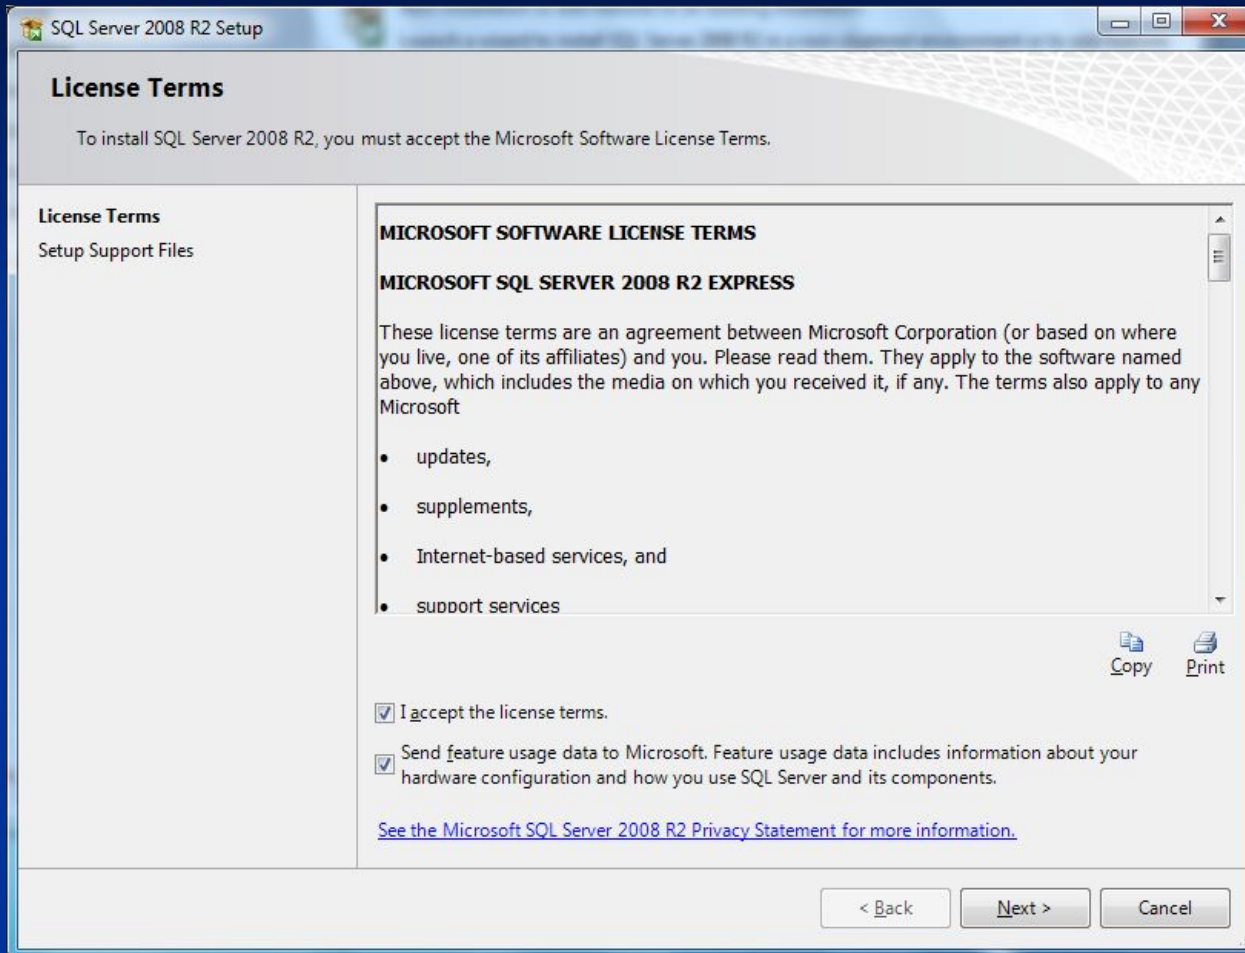 SQL Server 2008 R2 Setup
License Terms
To install SQL Server 2008 R2, you must accept the Microsoft Software License Terms.
License Terms
Setup Support Files
MICROSOFT SOFTWARE LICENSE TERMS
MICROSOFT SQL SERVER 2008 R2 EXPRESS
These license terms are an agreement between Microsoft Corporation (or based on where
you live, one of its affiliates) and you. Please read them. They apply to the software named
above, which includes the media on which you received it, if any. The terms also apply to any
Microsoft
• updates,
• supplements,
• Internet-based services, and
• support services
Copy
Print
I accept the license terms.
Send feature usage data to Microsoft. Feature usage data includes information about your
hardware configuration and how you use SQL Server and its components.
See the Microsoft SQL Server 2008 R2 Privacy Statement for more information.
< Back
Next >
Cancel